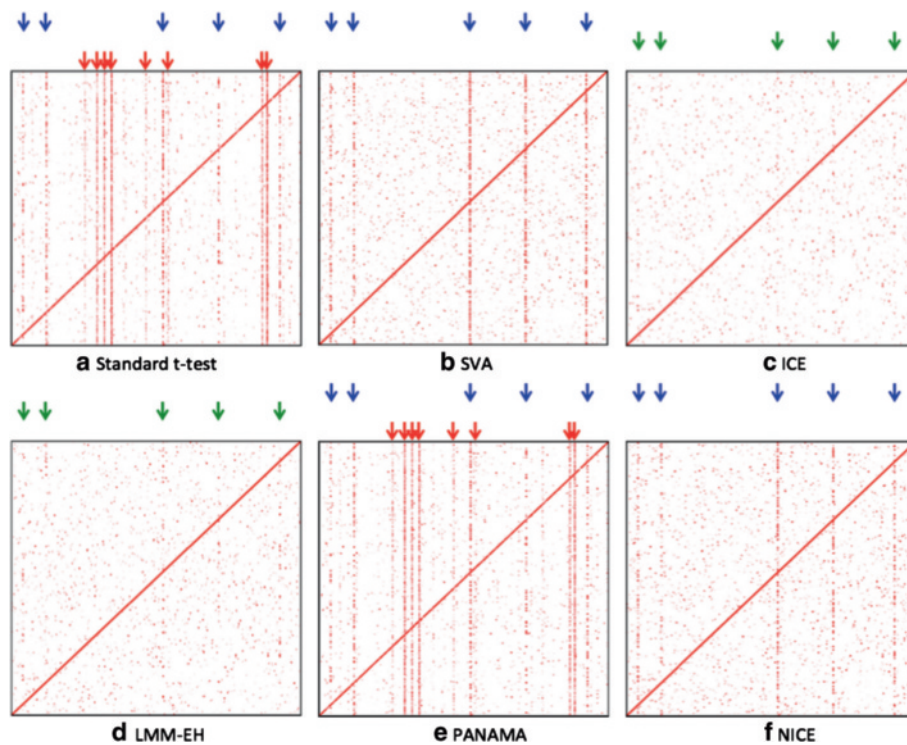 a Standard t-test
b SVA
c ICE
d LMM-EH
e PANAMA
f NICE